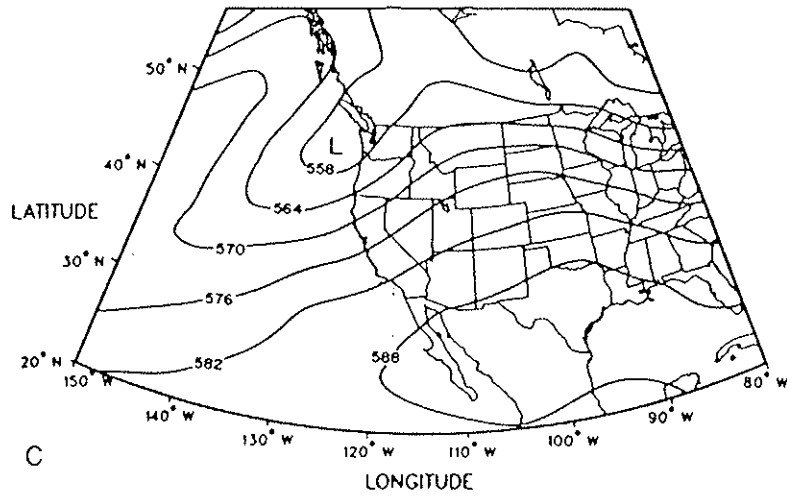 50° N
40° N
LATITUDE
30° N
20° N
150° W
140° W
130° W
120° W
110° W
100° W
90° W
80° W
LONGITUDE
L
558
564
570
576
582
588
C